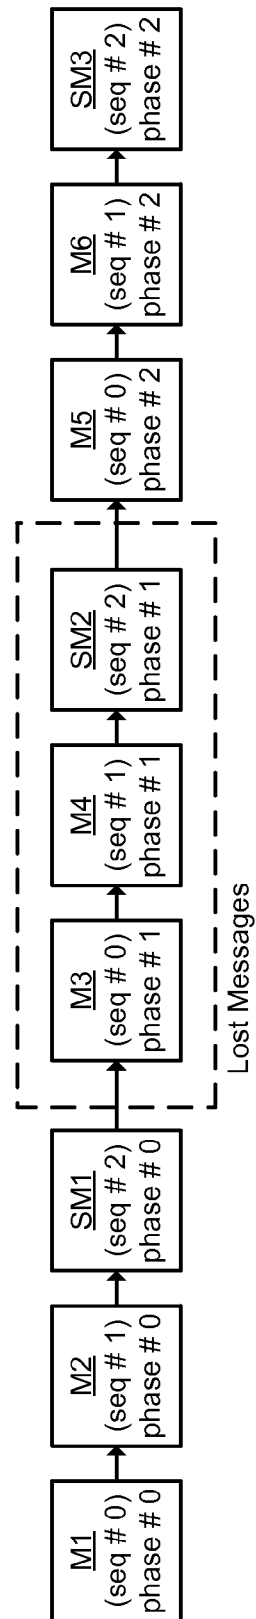 M1
(seq # 0)
phase # 0
M2
(seq # 1)
phase # 0
SM1
(seq # 2)
phase # 0
M3
(seq # 0)
phase # 1
M4
(seq # 1)
phase # 1
SM2
(seq # 2)
phase # 1
Lost Messages
M5
(seq # 0)
phase # 2
M6
(seq # 1)
phase # 2
SM3
(seq # 2)
phase # 2